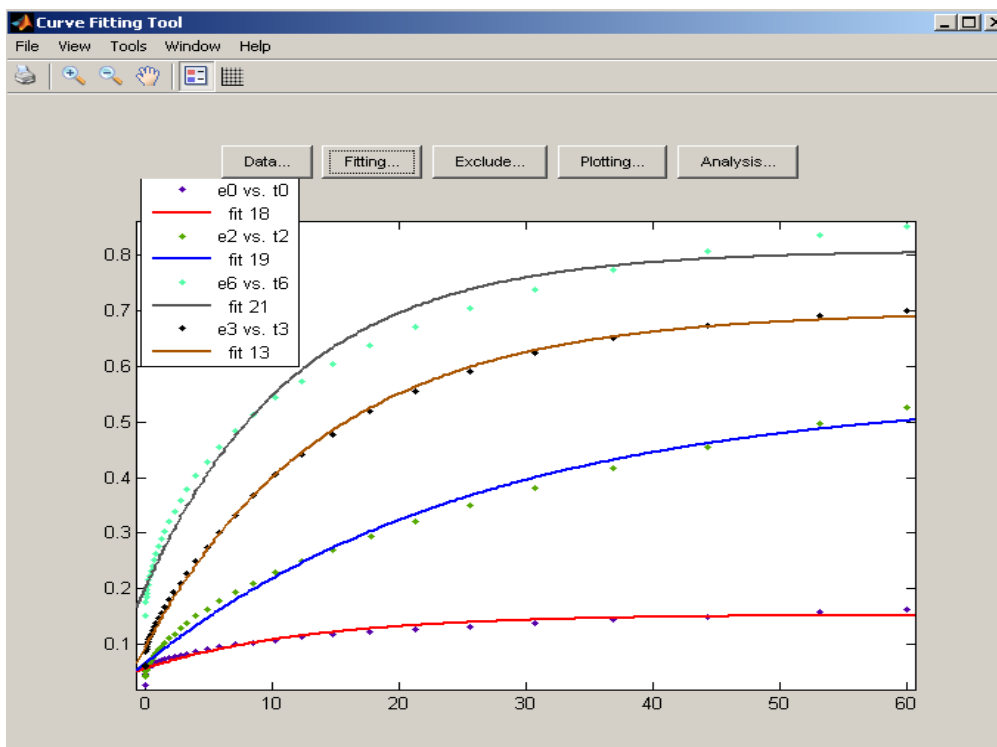 Curve Fitting Tool
File View Tools Window Help
Data... Fitting... Exclude... Plotting... Analysis...
e0 vs. t0
fit 18
e2 vs. t2
fit 19
e6 vs. t6
fit 21
e3 vs. t3
fit 13
0.8
0.7
0.6
0.5
0.4
0.3
0.2
0.1
0 10 20 30 40 50 60